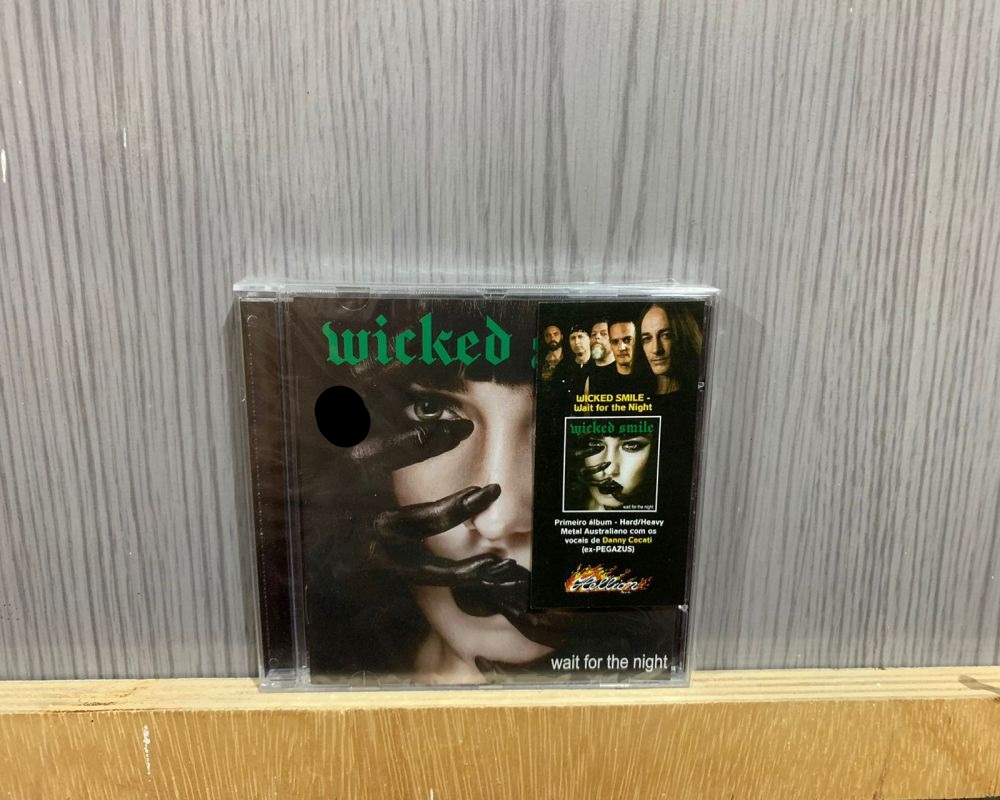 wicked s
WICKED SMILE -
Wait for the Night
wicked smile
wait for the night
Primeiro álbum - Hard/Heavy
Metal Australiano com os
vocais de Danny Cecati
(ex-PEGAZUS)
Hellion
wait for the night